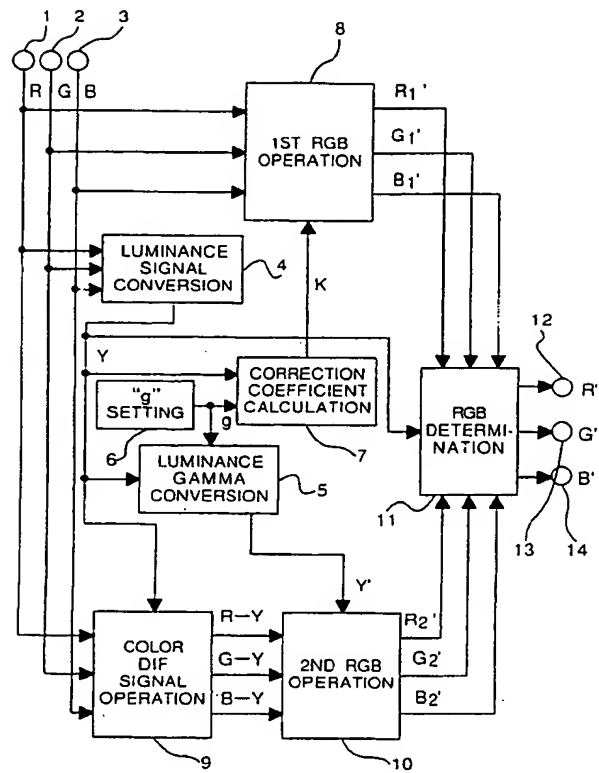 1 2 3
R G B
8
1ST RGB
OPERATION
R1'
G1'
B1'
LUMINANCE
SIGNAL
CONVERSION
4
K
Y
12
R'
"g"
SETTING
g
6
CORRECTION
COEFFICIENT
CALCULATION
7
RGB
DETERMI-
NATION
G'
B'
11
13
14
LUMINANCE
GAMMA
CONVERSION
5
Y'
COLOR
DIF
SIGNAL
OPERATION
9
R-Y
G-Y
B-Y
2ND RGB
OPERATION
10
R2'
G2'
B2'